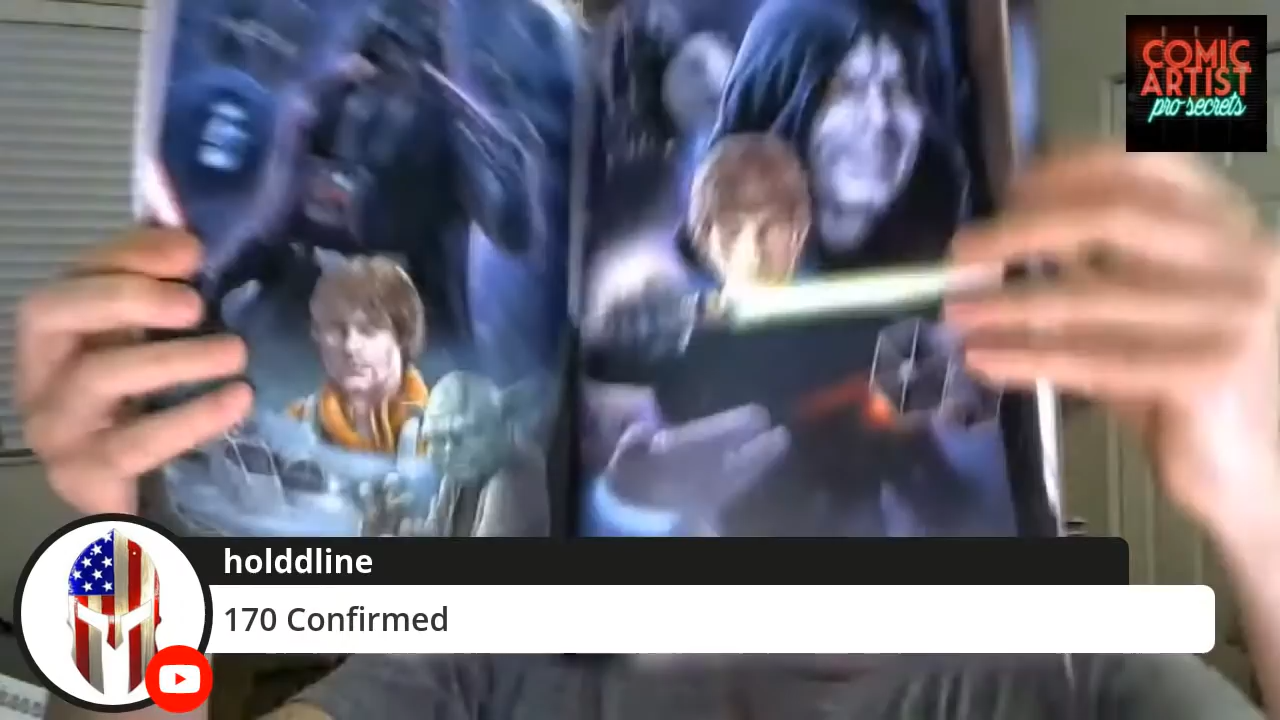 COMIC
ARTIST
pro secrets
holddline
170 Confirmed